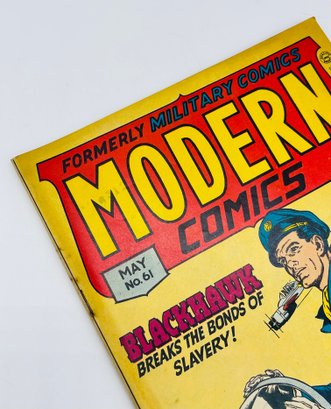 FORMERLY MILITARY COMICS
MODERN
COMICS
MAY
No. 61
BLACKHAWK
BREAKS THE BONDS OF
SLAVERY!